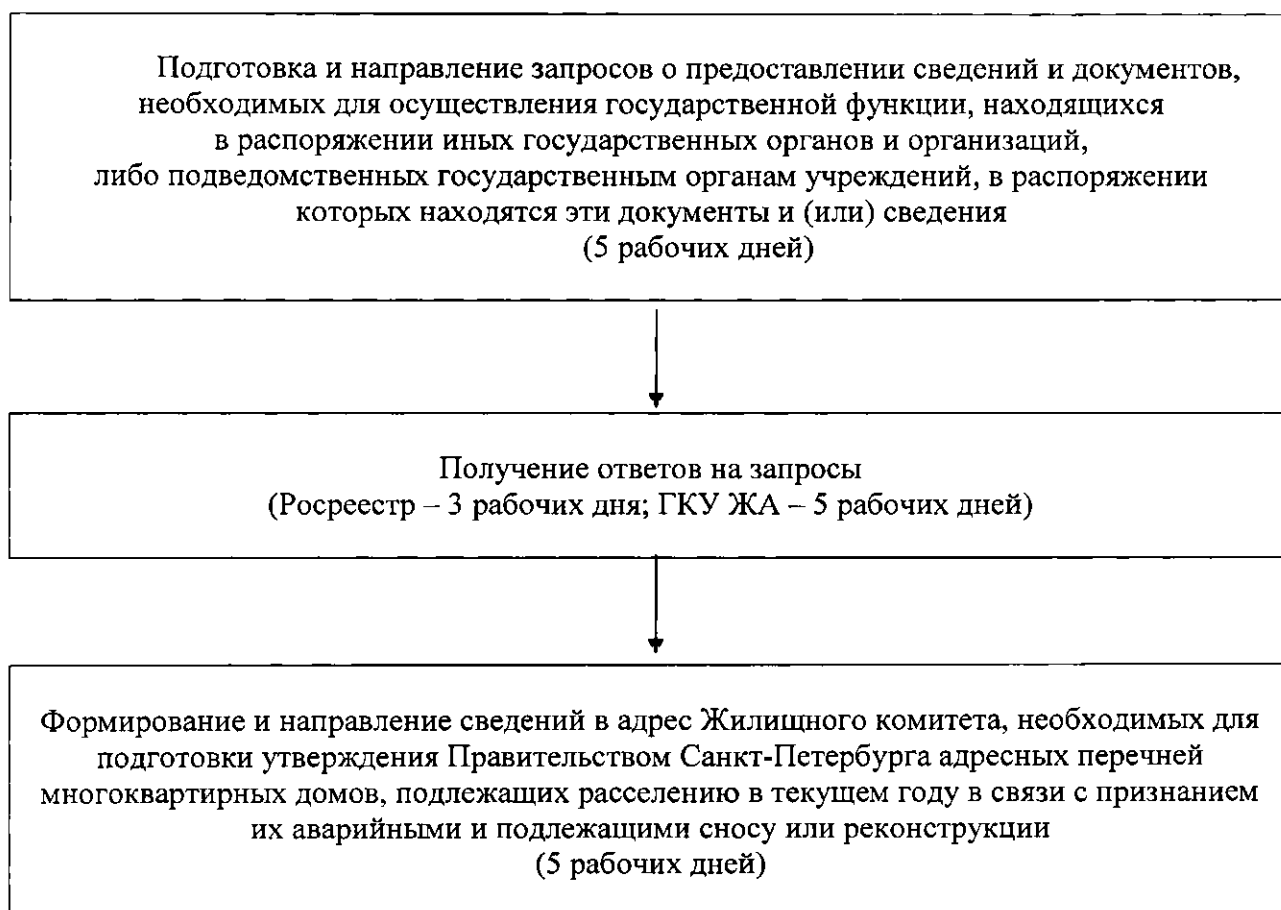 Подготовка и направление запросов о предоставлении сведений и документов,
необходимых для осуществления государственной функции, находящихся
в распоряжении иных государственных органов и организаций,
либо подведомственных государственным органам учреждений, в распоряжении
которых находятся эти документы и (или) сведения
(5 рабочих дней)
Получение ответов на запросы
(Росреестр – 3 рабочих дня; ГКУ ЖА – 5 рабочих дней)
Формирование и направление сведений в адрес Жилищного комитета, необходимых для
подготовки утверждения Правительством Санкт-Петербурга адресных перечней
многоквартирных домов, подлежащих расселению в текущем году в связи с признанием
их аварийными и подлежащими сносу или реконструкции
(5 рабочих дней)